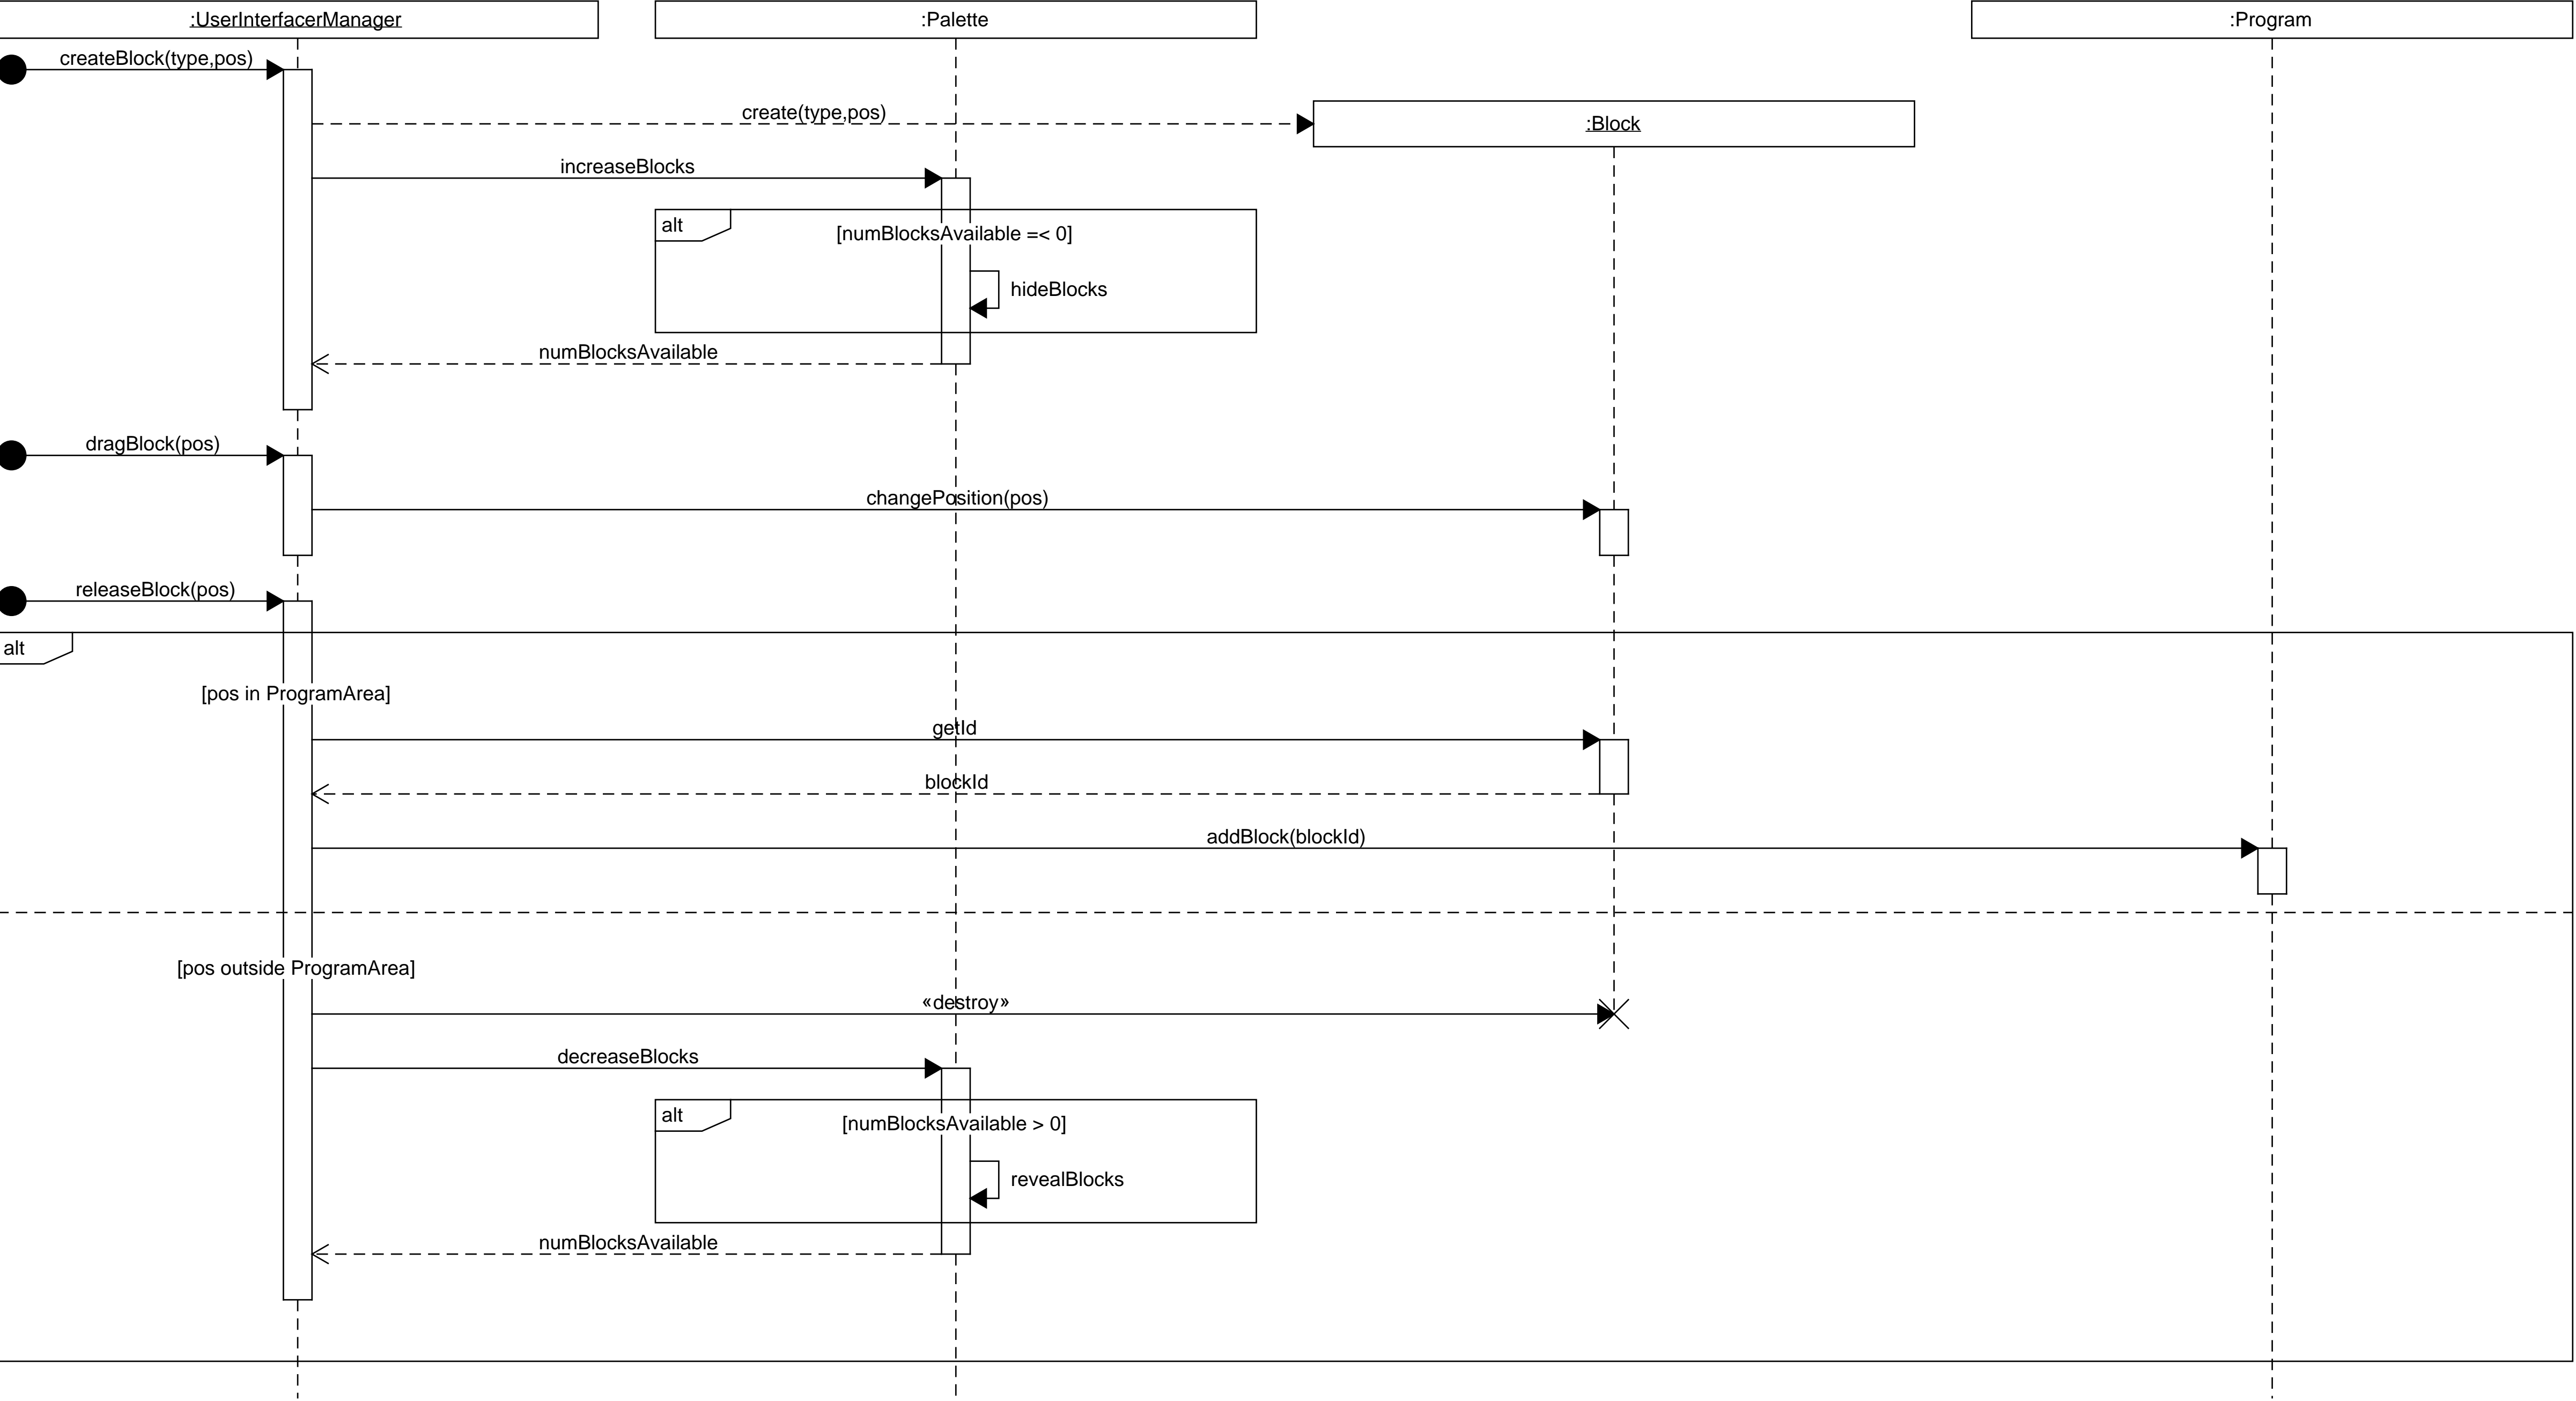 :UserInterfacerManager
:Palette
:Program
createBlock(type,pos)
create(type,pos)
:Block
increaseBlocks
alt
[numBlocksAvailable =< 0]
hideBlocks
numBlocksAvailable
dragBlock(pos)
changePosition(pos)
releaseBlock(pos)
alt
[pos in ProgramArea]
getId
blockId
addBlock(blockId)
[pos outside ProgramArea]
«destroy»
decreaseBlocks
alt
[numBlocksAvailable > 0]
revealBlocks
numBlocksAvailable